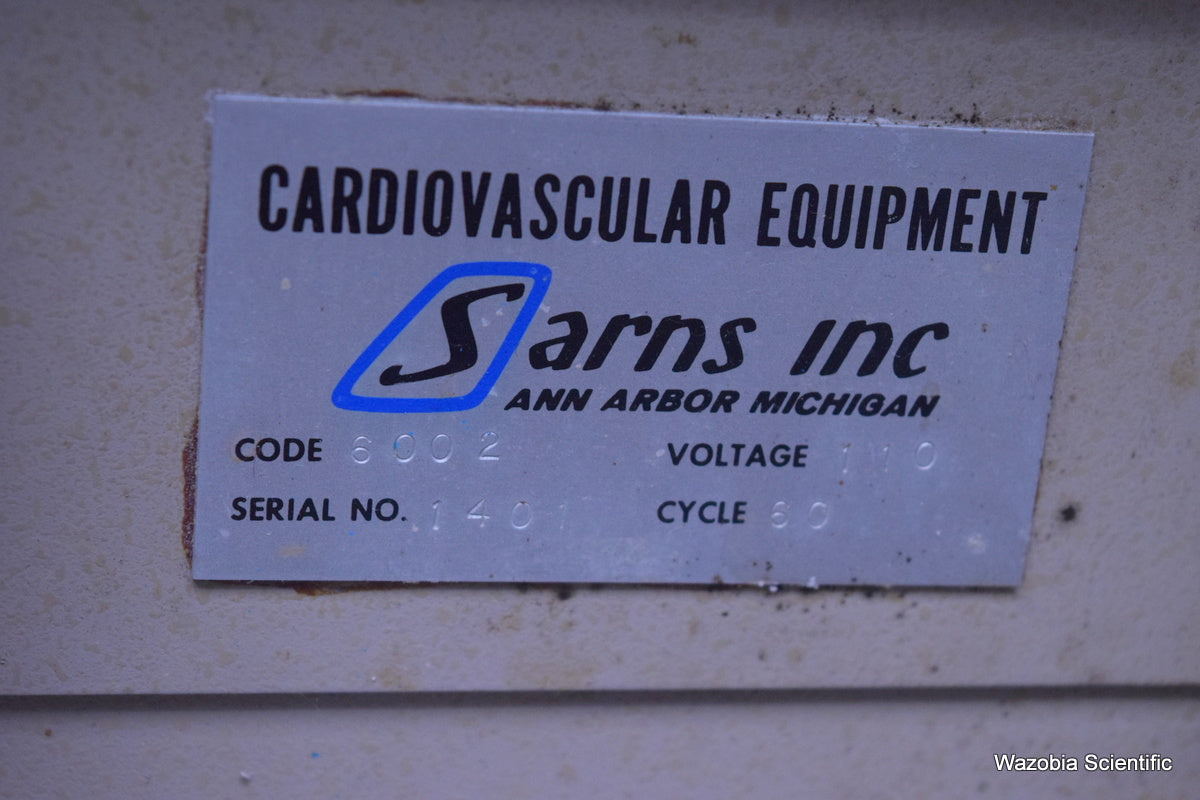 CARDIOVASCULAR EQUIPMENT
Sarns inc
ANN ARBOR MICHIGAN
CODE 6002 VOLTAGE 110
SERIAL NO. 1401 CYCLE 60
Wazobia Scientific